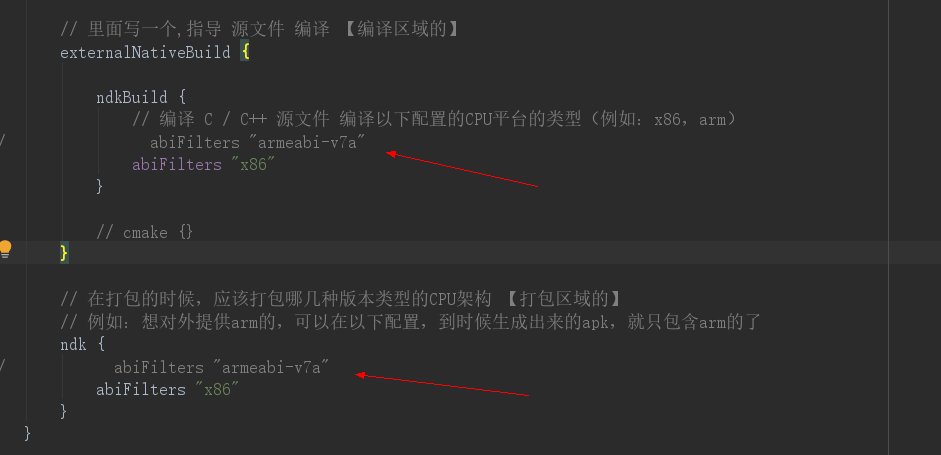 // 里面写一个,指导 源文件 编译 【编译区域的】
externalNativeBuild {
ndkBuild {
// 编译 C / C++ 源文件 编译以下配置的CPU平台的类型（例如：x86，arm）
/ abiFilters "armeabi-v7a"
abiFilters "x86"
}
// cmake {}
}
// 在打包的时候，应该打包哪几种版本类型的CPU架构 【打包区域的】
// 例如：想对外提供arm的，可以在以下配置，到时候生成出来的apk，就只包含arm的了
ndk {
/ abiFilters "armeabi-v7a"
abiFilters "x86"
}
}